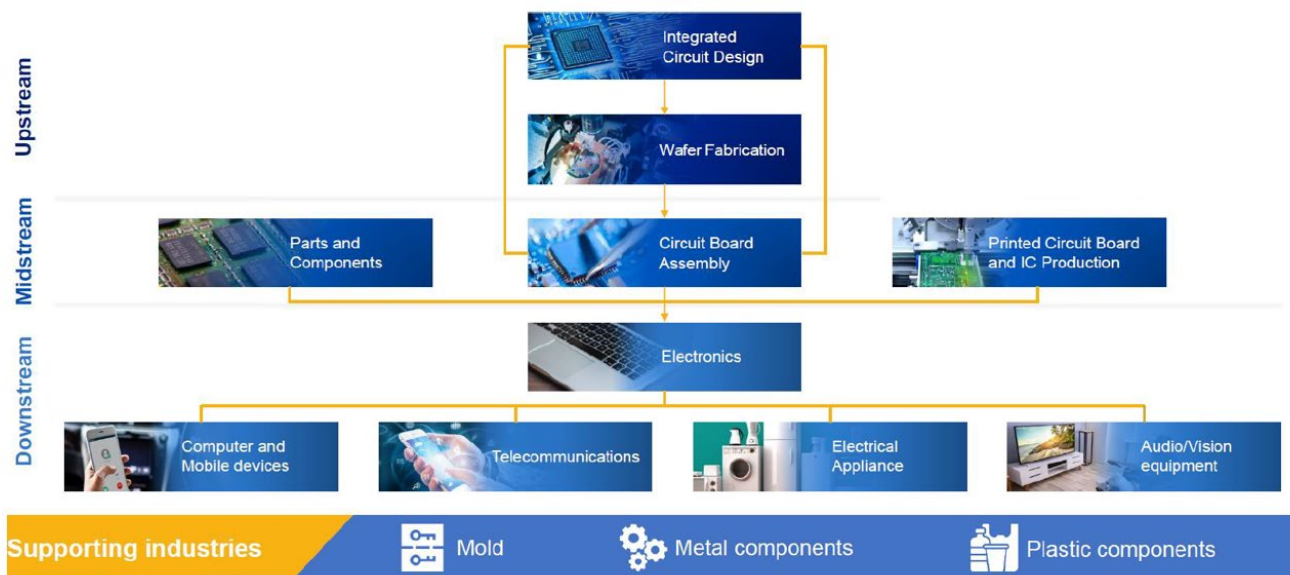 Upstream
Integrated
Circuit Design
Wafer Fabrication
Midstream
Parts and
Components
Circuit Board
Assembly
Printed Circuit Board
and IC Production
Downstream
Electronics
Computer and
Mobile devices
Telecommunications
Electrical
Appliance
Audio/Vision
equipment
Supporting industries
Mold
Metal components
Plastic components